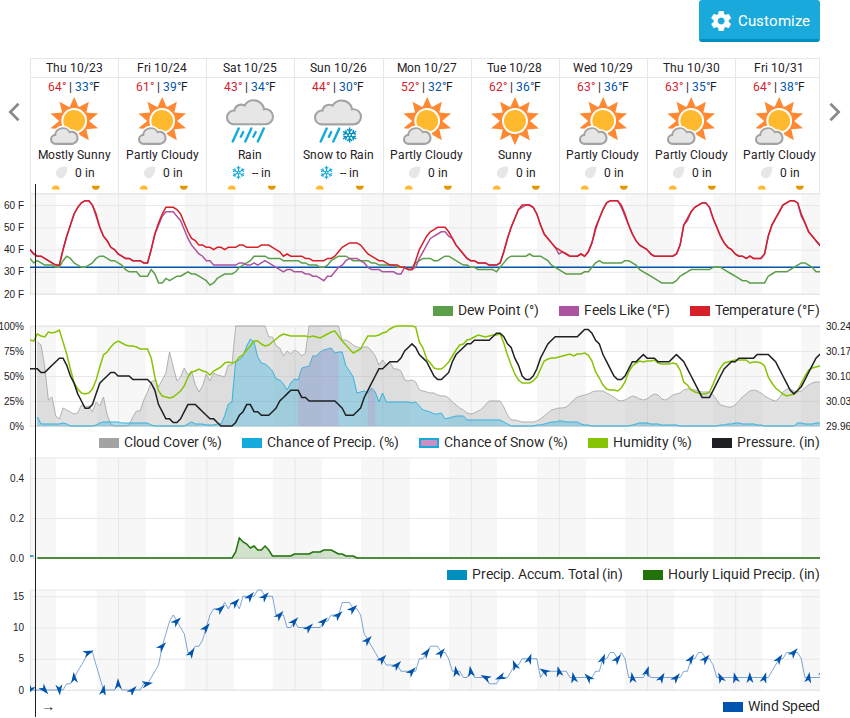 Customize
Thu 10/23 Fri 10/24 Sat 10/25 Sun 10/26 Mon 10/27 Tue 10/28 Wed 10/29 Thu 10/30 Fri 10/31
64° | 33°F 61° | 39°F 43° | 34°F 44° | 30°F 52° | 32°F 62° | 36°F 63° | 36°F 63° | 35°F 64° | 38°F
Mostly Sunny Partly Cloudy Rain Snow to Rain Partly Cloudy Sunny Partly Cloudy Partly Cloudy Partly Cloudy
0 in 0 in -- in -- in 0 in 0 in 0 in 0 in 0 in
60 F
50 F
40 F
30 F
20 F
Dew Point (°) Feels Like (°F) Temperature (°F)
100% 30.24
75% 30.17
50% 30.10
25% 30.03
0% 29.96
Cloud Cover (%) Chance of Precip. (%) Chance of Snow (%) Humidity (%) Pressure. (in)
0.4
0.2
0.0
Precip. Accum. Total (in) Hourly Liquid Precip. (in)
15
10
5
0
→ Wind Speed